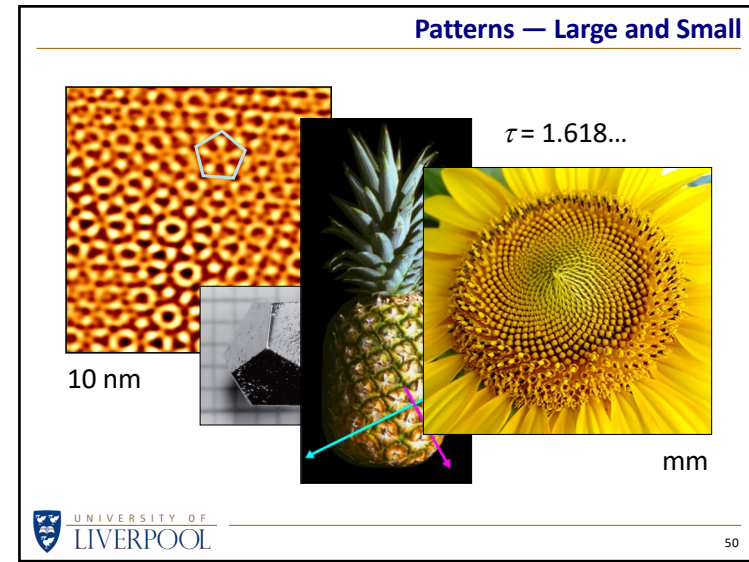 Patterns — Large and Small
τ = 1.618...
10 nm
mm
UNIVERSITY OF
LIVERPOOL
50